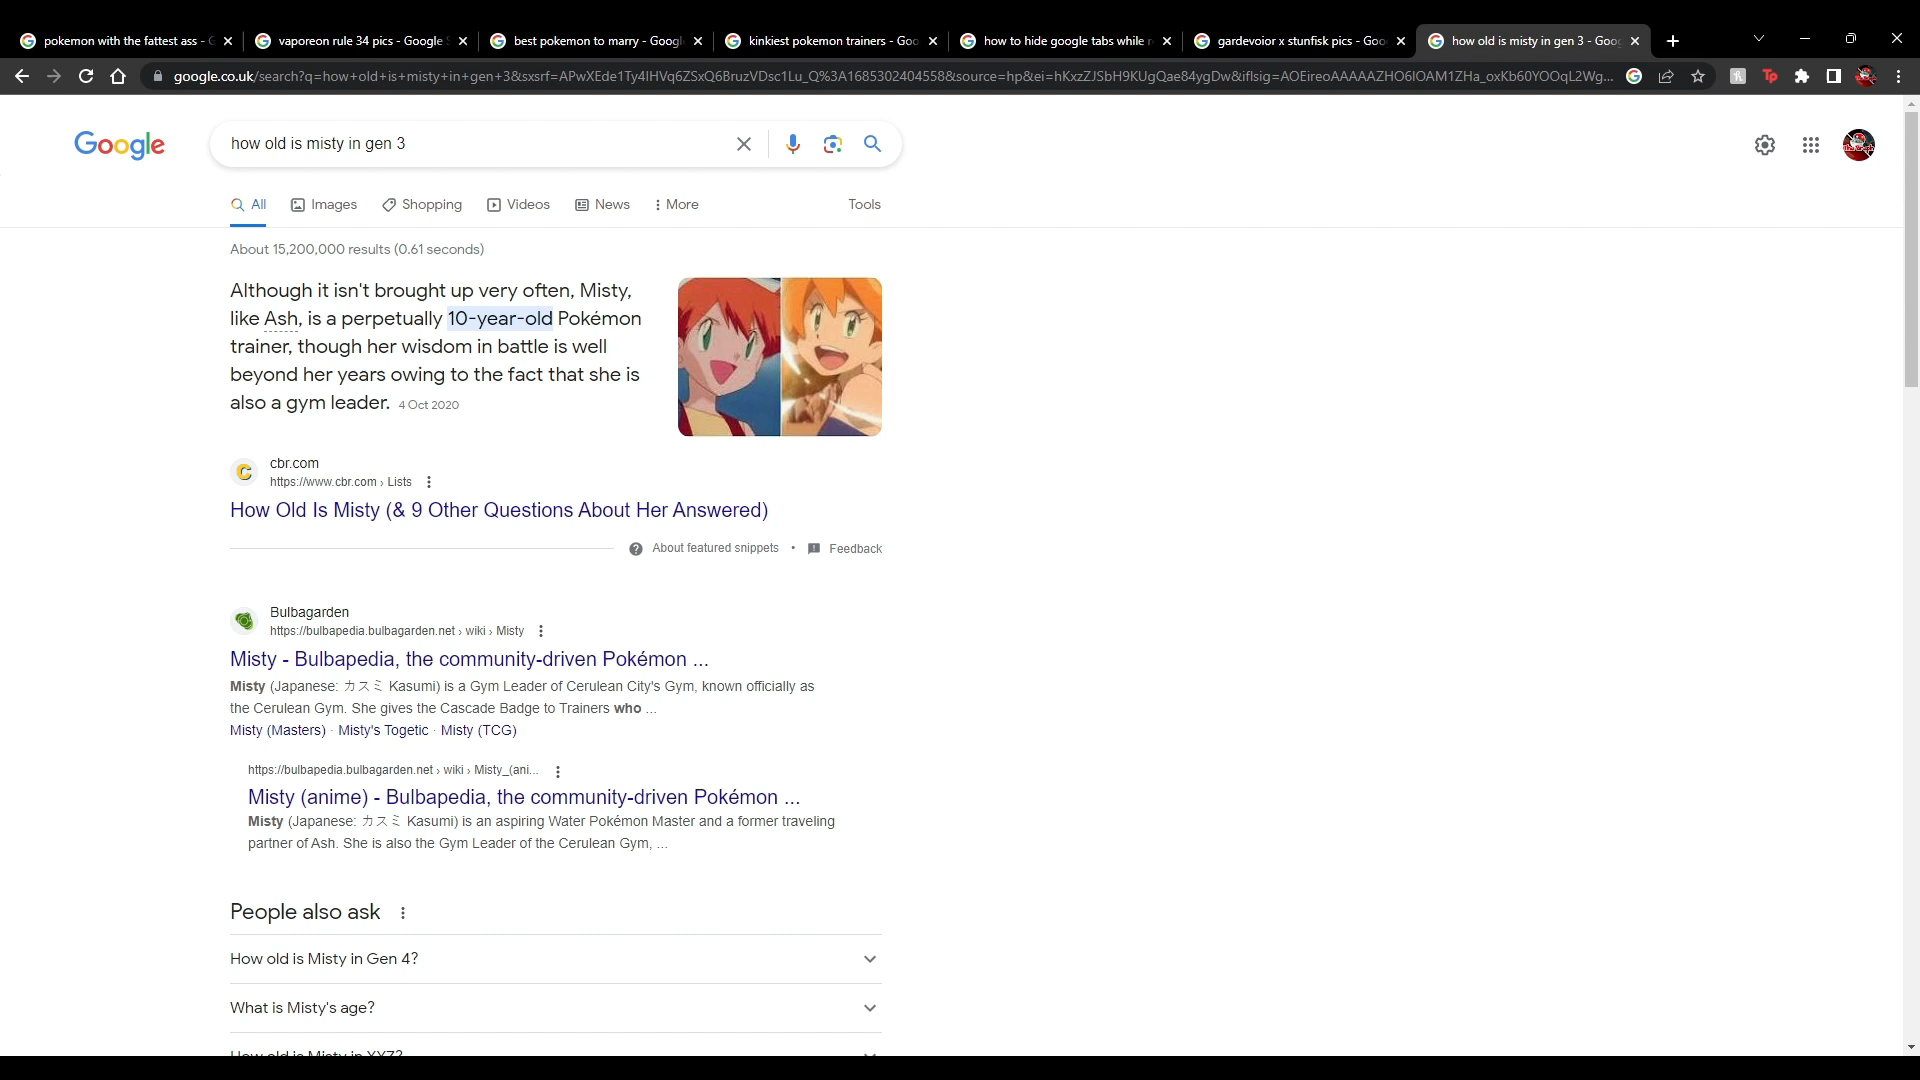 pokemon with the fattest ass - G
vaporeon rule 34 pics - Google S
best pokemon to marry - Google
kinkiest pokemon trainers - Goo
how to hide google tabs while r
gardevoior x stunfisk pics - Goo
how old is misty in gen 3 - Goog
google.co.uk/search?q=how+old+is+misty+in+gen+3&sxsrf=APwXEde1Ty4IHVq6ZSxQ6BruzVDsc1Lu_Q%3A1685302404558&source=hp&ei=hKxzZJSbH9KUgQae84ygDw&iflsig=AOEireoAAAAAZHO6lOAM1ZHa_oxKb60YOOqL2Wg...
Google
how old is misty in gen 3
All
Images
Shopping
Videos
News
More
Tools
About 15,200,000 results (0.61 seconds)
Although it isn't brought up very often, Misty,
like Ash, is a perpetually 10-year-old Pokémon
trainer, though her wisdom in battle is well
beyond her years owing to the fact that she is
also a gym leader. 4 Oct 2020
cbr.com
https://www.cbr.com › Lists
How Old Is Misty (& 9 Other Questions About Her Answered)
About featured snippets • Feedback
Bulbagarden
https://bulbapedia.bulbagarden.net › wiki › Misty
Misty - Bulbapedia, the community-driven Pokémon ...
Misty (Japanese: カスミ Kasumi) is a Gym Leader of Cerulean City's Gym, known officially as
the Cerulean Gym. She gives the Cascade Badge to Trainers who ...
Misty (Masters) · Misty's Togetic · Misty (TCG)
https://bulbapedia.bulbagarden.net › wiki › Misty_(ani...
Misty (anime) - Bulbapedia, the community-driven Pokémon ...
Misty (Japanese: カスミ Kasumi) is an aspiring Water Pokémon Master and a former traveling
partner of Ash. She is also the Gym Leader of the Cerulean Gym, ...
People also ask
How old is Misty in Gen 4?
What is Misty's age?
How old is Misty in XYZ?